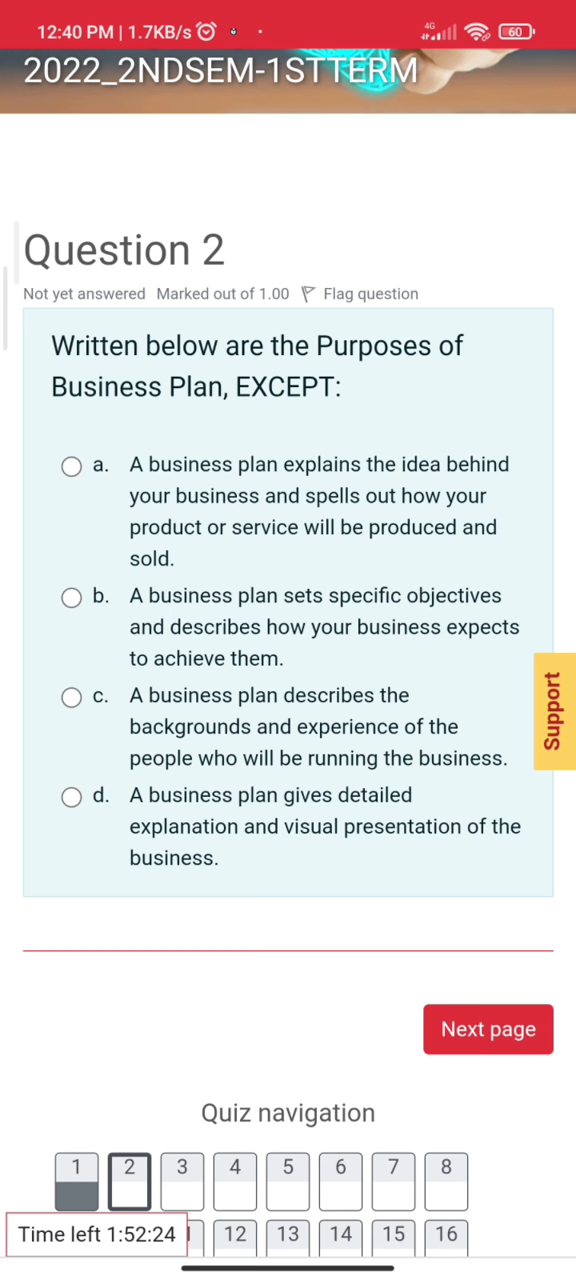 12:40 PM | 1.7KB/s
4G
60
2022_2NDSEM-1STTERM
Question 2
Not yet answered Marked out of 1.00 Flag question
Written below are the Purposes of
Business Plan, EXCEPT:
a. A business plan explains the idea behind
your business and spells out how your
product or service will be produced and
sold.
b. A business plan sets specific objectives
and describes how your business expects
to achieve them.
c. A business plan describes the
backgrounds and experience of the
people who will be running the business.
d. A business plan gives detailed
explanation and visual presentation of the
business.
Support
Next page
Quiz navigation
1 2 3 4 5 6 7 8
Time left 1:52:24 12 13 14 15 16